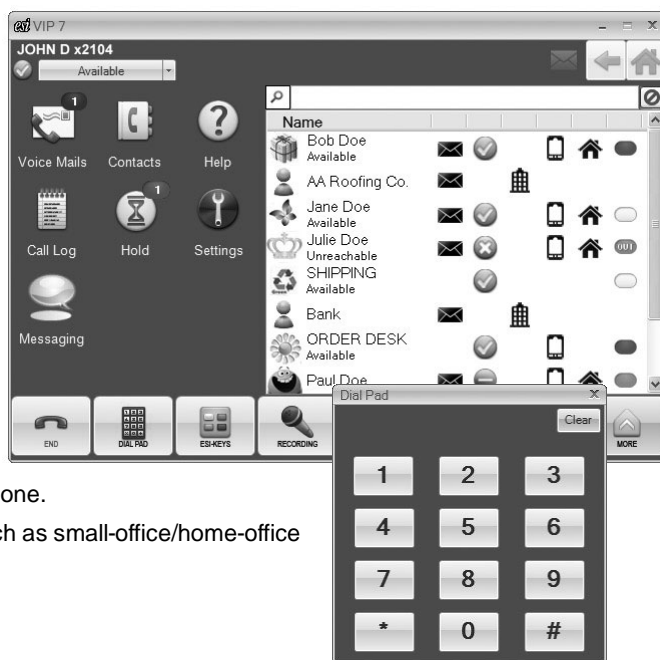 esi VIP 7
JOHN D x2104
Available
Name
1
Voice Mails
Contacts
Help
1
Call Log
Hold
Settings
Messaging
Bob Doe
Available
AA Roofing Co.
Jane Doe
Available
Julie Doe
Unreachable
OUT
SHIPPING
Available
Bank
ORDER DESK
Available
Paul Doe
END
DIAL PAD
ESI-KEYS
RECORDING
MORE
Dial Pad
Clear
1 2 3
4 5 6
7 8 9
* 0 #
one.
ch as small-office/home-office